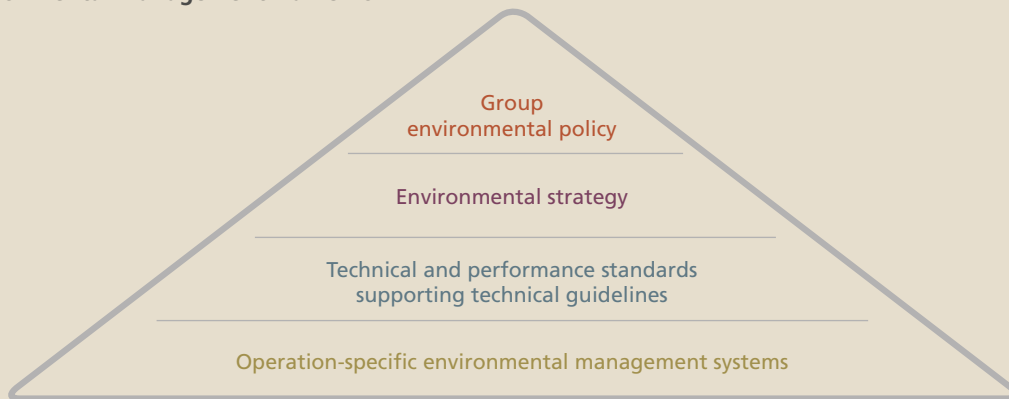 Group
environmental policy
Environmental strategy
Technical and performance standards
supporting technical guidelines
Operation-specific environmental management systems